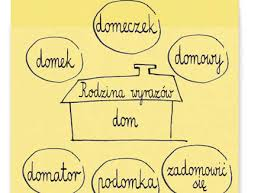 domeczek
domek
domowy
Rodzina wyrazów
dom
domator
podomka
zadomowić
się